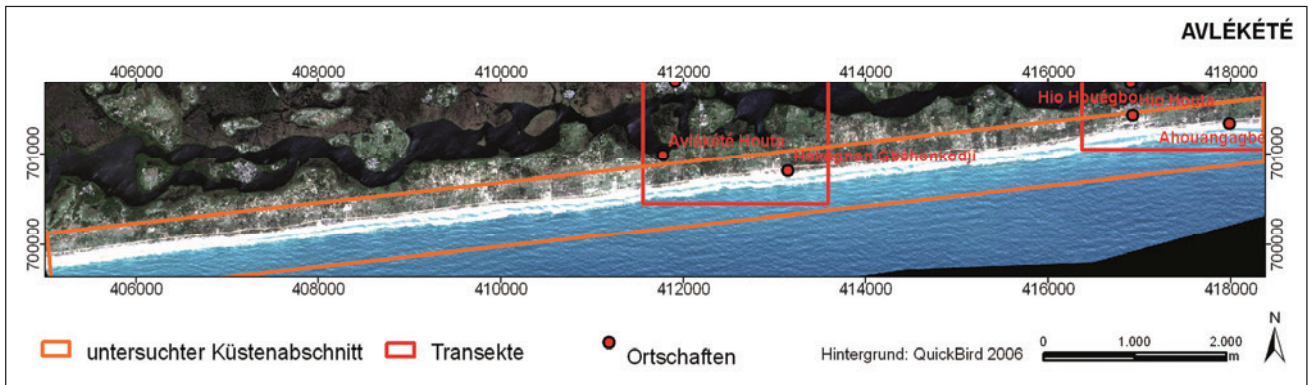 AVLÉKÉTÉ
406000 408000 410000 412000 414000 416000 418000
Hio Houégbo Hio Houta
Ahouangagbe
701000 Avlékété Houta 701000
700000 700000
406000 408000 410000 412000 414000 416000 418000
N
untersuchter Küstenabschnitt Transekte Ortschaften Hintergrund: QuickBird 2006 0 1.000 2.000 m